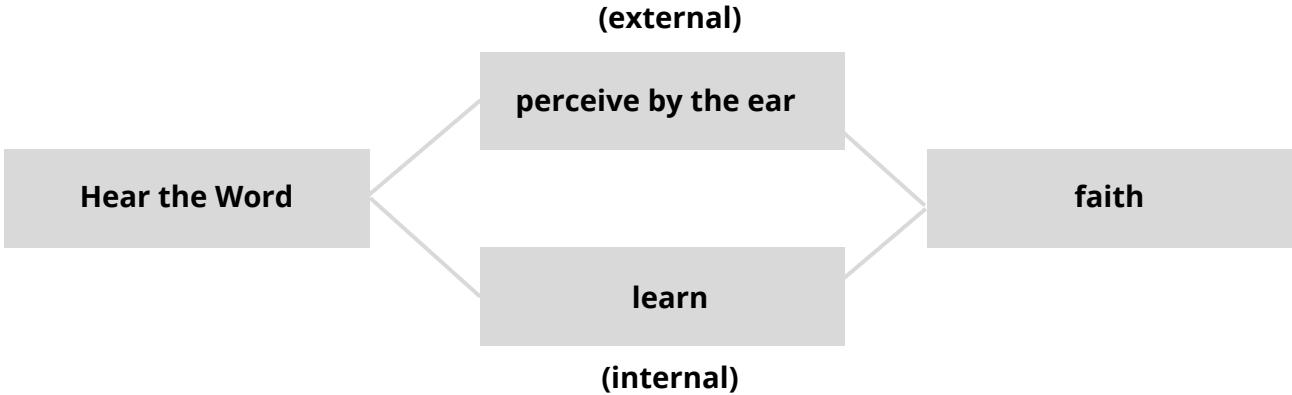 (external)
perceive by the ear
Hear the Word
faith
learn
(internal)